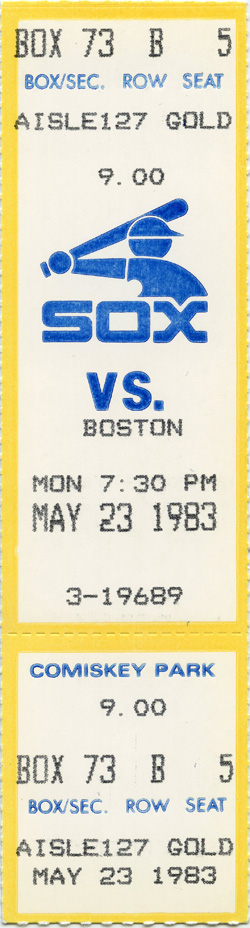 BOX 73 B 5
BOX/SEC. ROW SEAT
AISLE127 GOLD
9.00
SOX
VS.
BOSTON
MON 7:30 PM
MAY 23 1983
3-19689
COMISKEY PARK
9.00
BOX 73 B 5
BOX/SEC. ROW SEAT
AISLE127 GOLD
MAY 23 1983